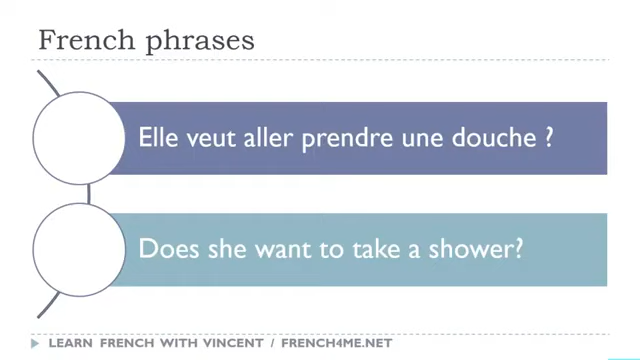 French phrases
Elle veut aller prendre une douche ?
Does she want to take a shower?
LEARN FRENCH WITH VINCENT / FRENCH4ME.NET